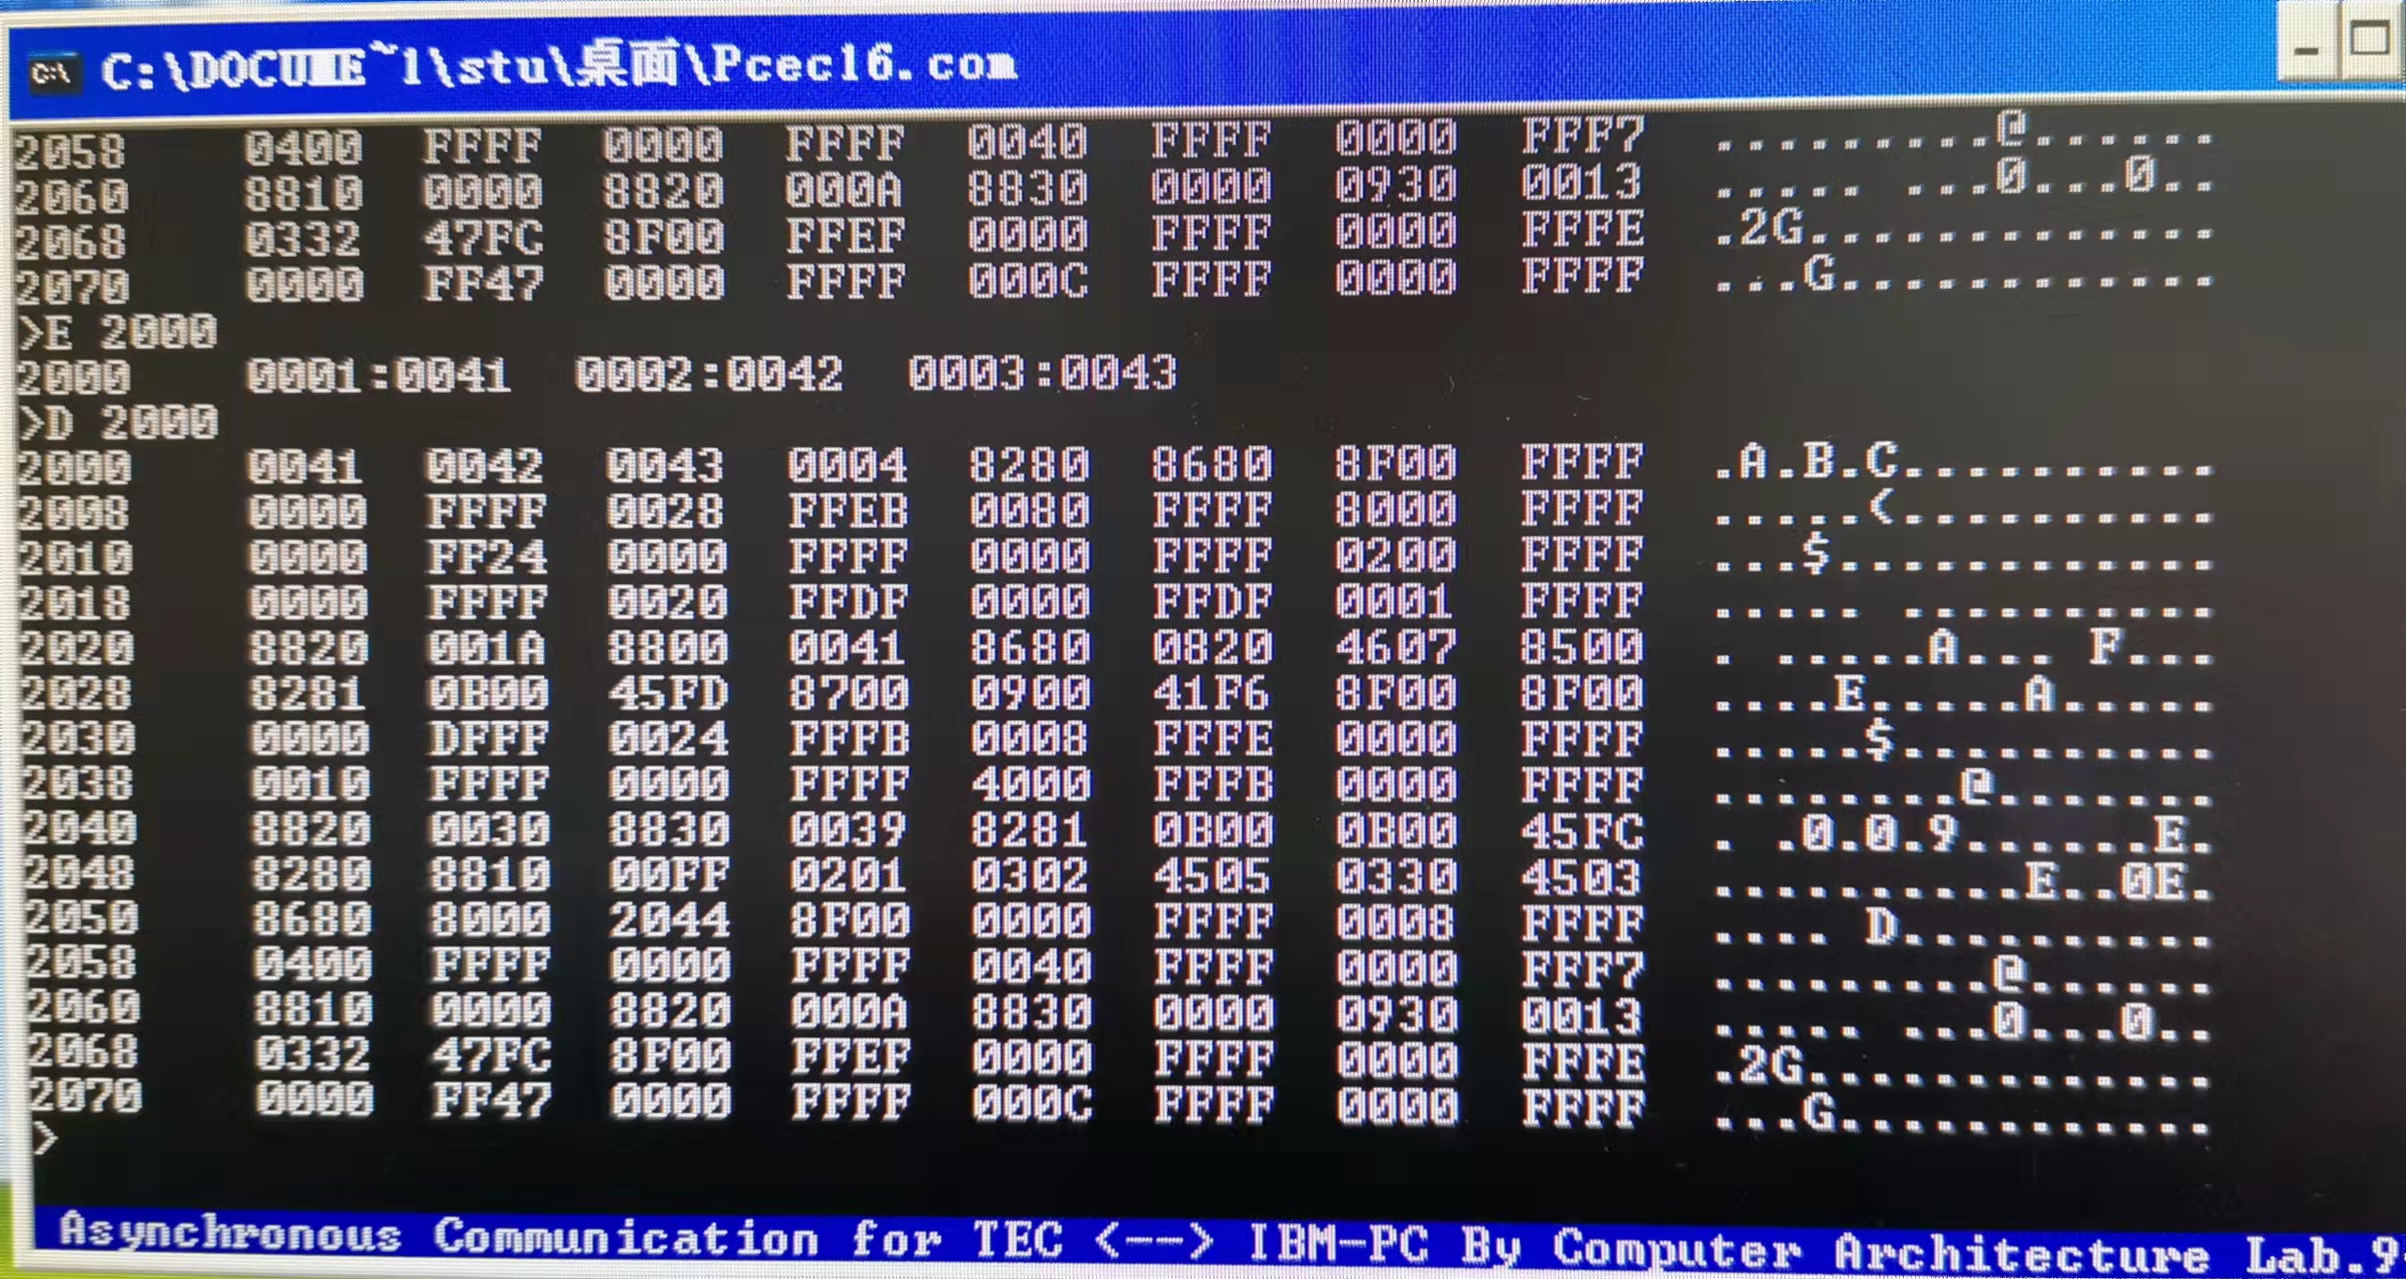 C:\DOCUME~1\stu\桌面\Pcec16.com
2058 0400 FFFF 0000 FFFF 0040 FFFF 0000 FFF7 .........@......
2060 8810 0000 8820 000A 8830 0000 0930 0013 ..... ...0...0..
2068 0332 47FC 8F00 FFEF 0000 FFFF 0000 FFFE .2G.............
2070 0000 FF47 0000 FFFF 000C FFFF 0000 FFFF ...G............
>E 2000
2000 0001:0041 0002:0042 0003:0043
>D 2000
2000 0041 0042 0043 0004 8280 8680 8F00 FFFF .A.B.C..........
2008 0000 FFFF 0028 FFEB 0080 FFFF 8000 FFFF .....(..........
2010 0000 FF24 0000 FFFF 0000 FFFF 0200 FFFF ...$............
2018 0000 FFFF 0020 FFDF 0000 FFDF 0001 FFFF ..... ..........
2020 8820 001A 8800 0041 8680 0820 4607 8500 . .....A... F...
2028 8281 0B00 45FD 8700 0900 41F6 8F00 8F00 ....E.....A.....
2030 0000 DFFF 0024 FFFB 0008 FFFE 0000 FFFF .....$..........
2038 0010 FFFF 0000 FFFF 4000 FFFB 0000 FFFF ........@.......
2040 8820 0030 8830 0039 8281 0B00 0B00 45FC . .0.0.9......E.
2048 8280 8810 00FF 0201 0302 4505 0330 4503 ..........E..0E.
2050 8680 8000 2044 8F00 0000 FFFF 0008 FFFF .... D..........
2058 0400 FFFF 0000 FFFF 0040 FFFF 0000 FFF7 .........@......
2060 8810 0000 8820 000A 8830 0000 0930 0013 ..... ...0...0..
2068 0332 47FC 8F00 FFEF 0000 FFFF 0000 FFFE .2G.............
2070 0000 FF47 0000 FFFF 000C FFFF 0000 FFFF ...G............
>
Asynchronous Communication for TEC <--> IBM-PC By Computer Architecture Lab.9